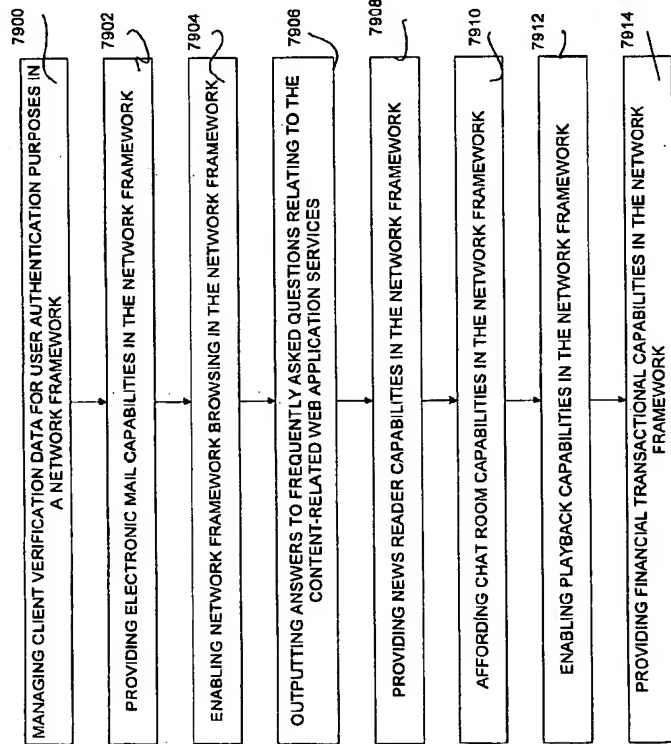 7900
MANAGING CLIENT VERIFICATION DATA FOR USER AUTHENTICATION PURPOSES IN
A NETWORK FRAMEWORK
7902
PROVIDING ELECTRONIC MAIL CAPABILITIES IN THE NETWORK FRAMEWORK
7904
ENABLING NETWORK FRAMEWORK BROWSING IN THE NETWORK FRAMEWORK
7906
OUTPUTTING ANSWERS TO FREQUENTLY ASKED QUESTIONS RELATING TO THE
CONTENT-RELATED WEB APPLICATION SERVICES
7908
PROVIDING NEWS READER CAPABILITIES IN THE NETWORK FRAMEWORK
7910
AFFORDING CHAT ROOM CAPABILITIES IN THE NETWORK FRAMEWORK
7912
ENABLING PLAYBACK CAPABILITIES IN THE NETWORK FRAMEWORK
7914
PROVIDING FINANCIAL TRANSACTIONAL CAPABILITIES IN THE NETWORK
FRAMEWORK